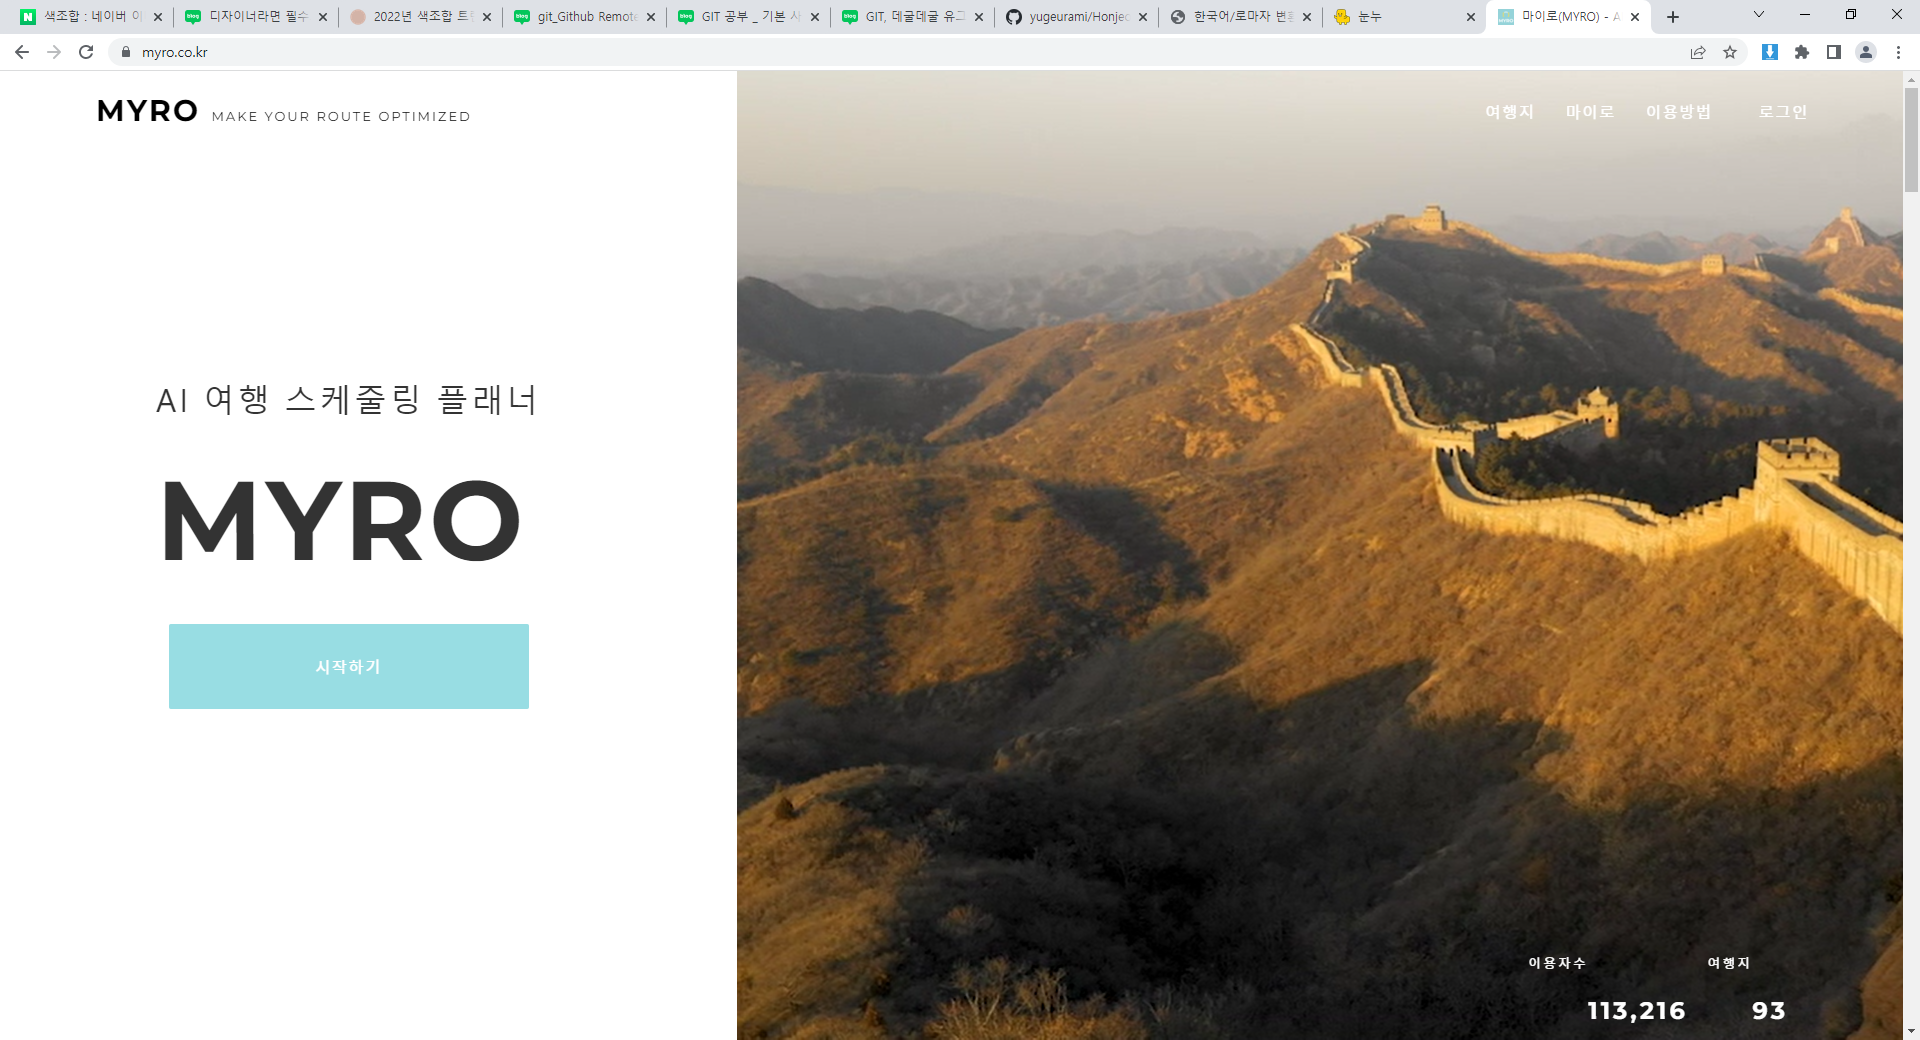 색조합 : 네이버 이
디자이너라면 필수
2022년 색조합 트
git_Github Remote
GIT 공부 _ 기본 사
GIT, 데굴데굴 유그
yugeurami/Honjec
한국어/로마자 변환
눈누
마이로(MYRO) - A
myro.co.kr
MYRO MAKE YOUR ROUTE OPTIMIZED
여행지 마이로 이용방법 로그인
AI 여행 스케줄링 플래너
MYRO
시작하기
이용자수 여행지
113,216 93